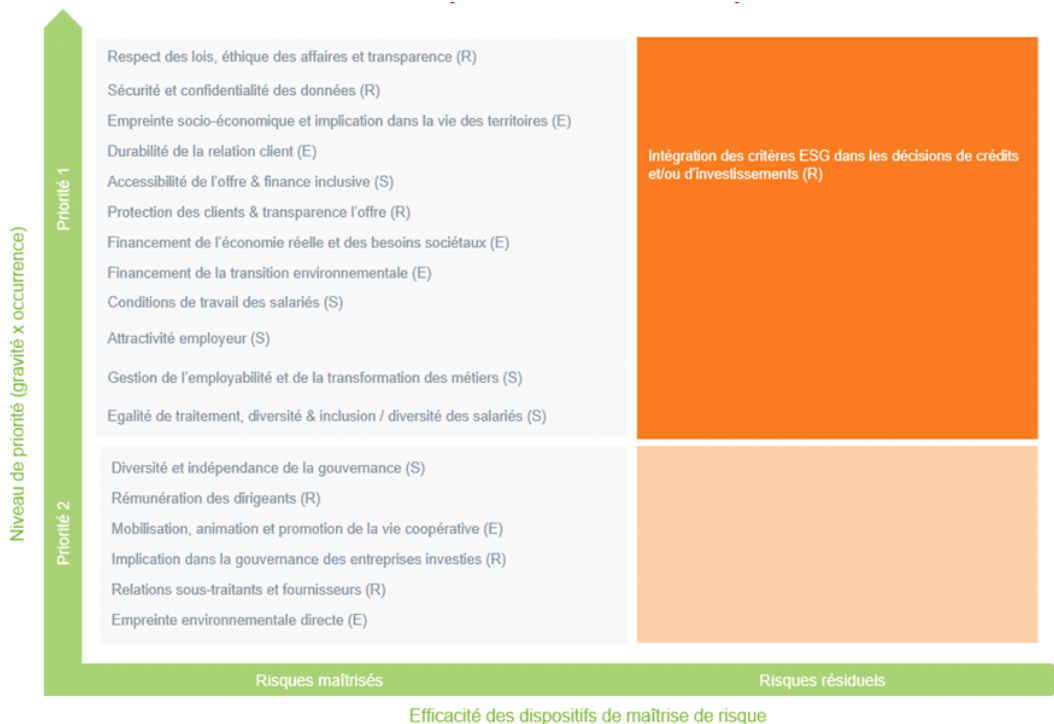 Respect des lois, éthique des affaires et transparence (R)
Sécurité et confidentialité des données (R)
Empreinte socio-économique et implication dans la vie des territoires (E)
Durabilité de la relation client (E)
Accessibilité de l'offre & finance inclusive (S)
Protection des clients & transparence l'offre (R)
Financement de l'économie réelle et des besoins sociétaux (E)
Financement de la transition environnementale (E)
Conditions de travail des salariés (S)
Attractivité employeur (S)
Gestion de l'employabilité et de la transformation des métiers (S)
Egalité de traitement, diversité & inclusion / diversité des salariés (S)
Intégration des critères ESG dans les décisions de crédits
et/ou d'investissements (R)
Diversité et indépendance de la gouvernance (S)
Rémunération des dirigeants (R)
Mobilisation, animation et promotion de la vie coopérative (E)
Implication dans la gouvernance des entreprises investies (R)
Relations sous-traitants et fournisseurs (R)
Empreinte environnementale directe (E)
Niveau de priorité (gravité x occurrence)
Priorité 1
Priorité 2
Risques maîtrisés
Risques résiduels
Efficacité des dispositifs de maîtrise de risque